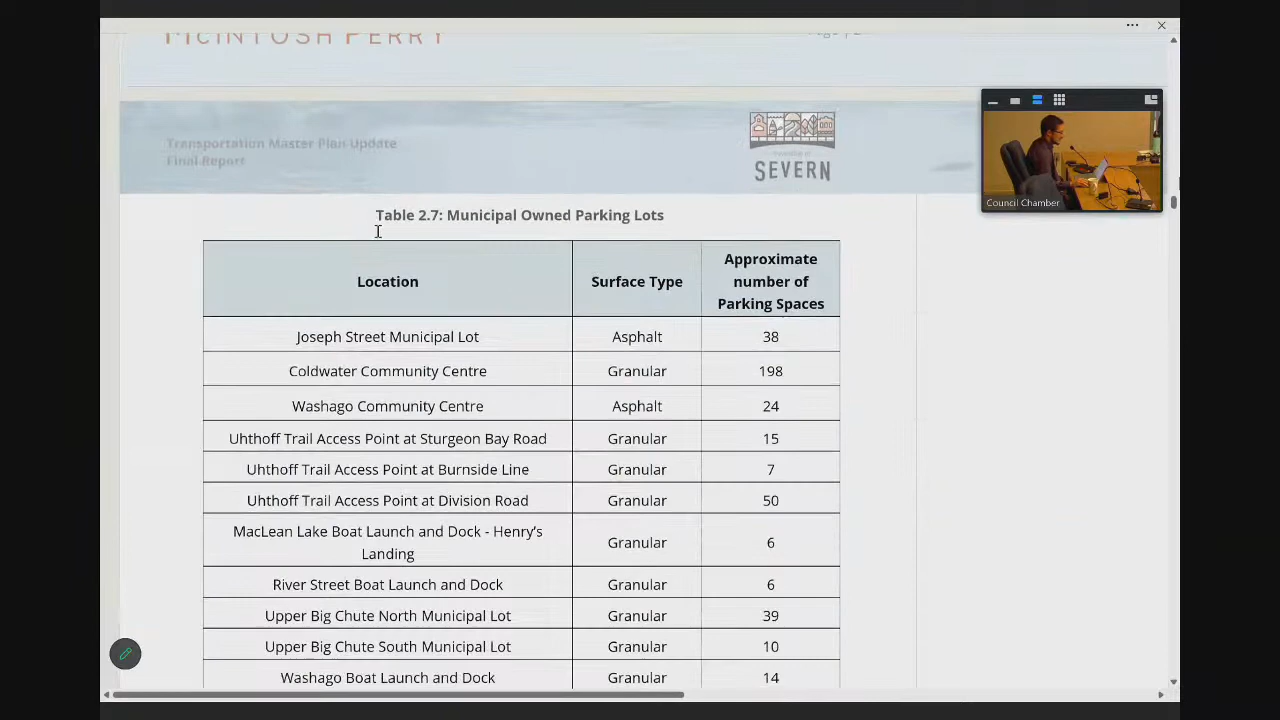 McINTOSH PERRY
Transportation Master Plan Update
Final Report
SEVERN
Council Chamber
Table 2.7: Municipal Owned Parking Lots
Location Surface Type Approximate number of Parking Spaces
Joseph Street Municipal Lot Asphalt 38
Coldwater Community Centre Granular 198
Washago Community Centre Asphalt 24
Uhthoff Trail Access Point at Sturgeon Bay Road Granular 15
Uhthoff Trail Access Point at Burnside Line Granular 7
Uhthoff Trail Access Point at Division Road Granular 50
MacLean Lake Boat Launch and Dock - Henry's Landing Granular 6
River Street Boat Launch and Dock Granular 6
Upper Big Chute North Municipal Lot Granular 39
Upper Big Chute South Municipal Lot Granular 10
Washago Boat Launch and Dock Granular 14